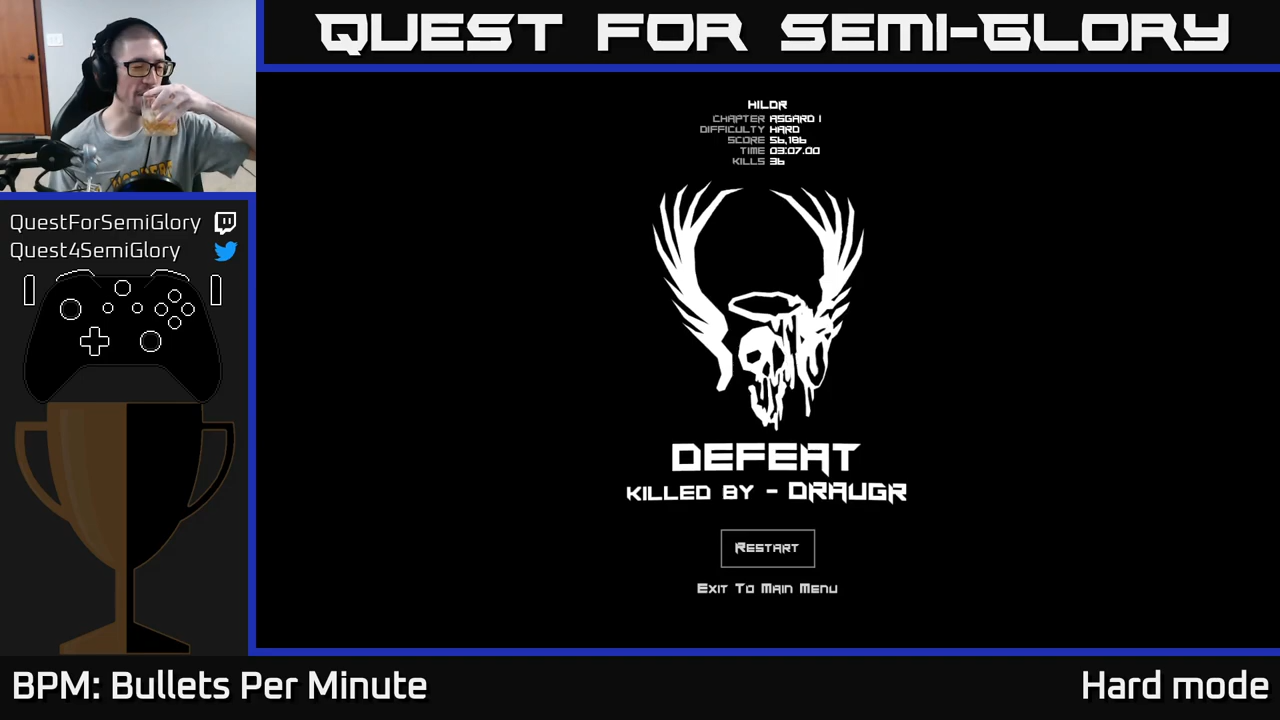 QUEST FOR SEMI-GLORY
HILDR
CHAPTER ASGARD I
DIFFICULTY HARD
SCORE 56,186
TIME 03:07.00
KILLS 36
QuestForSemiGlory
Quest4SemiGlory
DEFEAT
KILLED BY - DRAUGR
RESTART
EXIT TO MAIN MENU
BPM: Bullets Per Minute
Hard mode